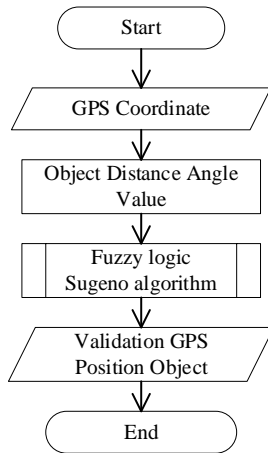 Start
GPS Coordinate
Object Distance Angle
Value
Fuzzy logic
Sugeno algorithm
Validation GPS
Position Object
End